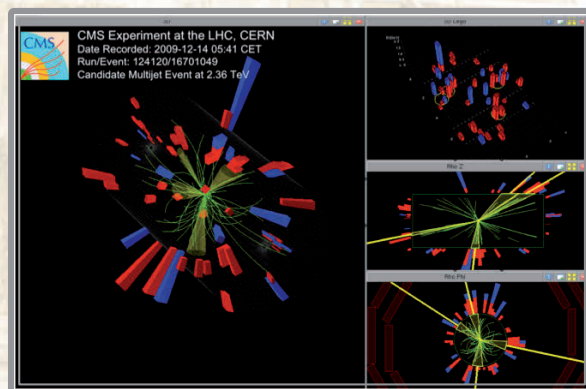 3D
CMS
CMS Experiment at the LHC, CERN
Date Recorded: 2009-12-14 05:41 CET
Run/Event: 124120/16701049
Candidate Multijet Event at 2.36 TeV
3D Lego
Rho Z
Rho Phi